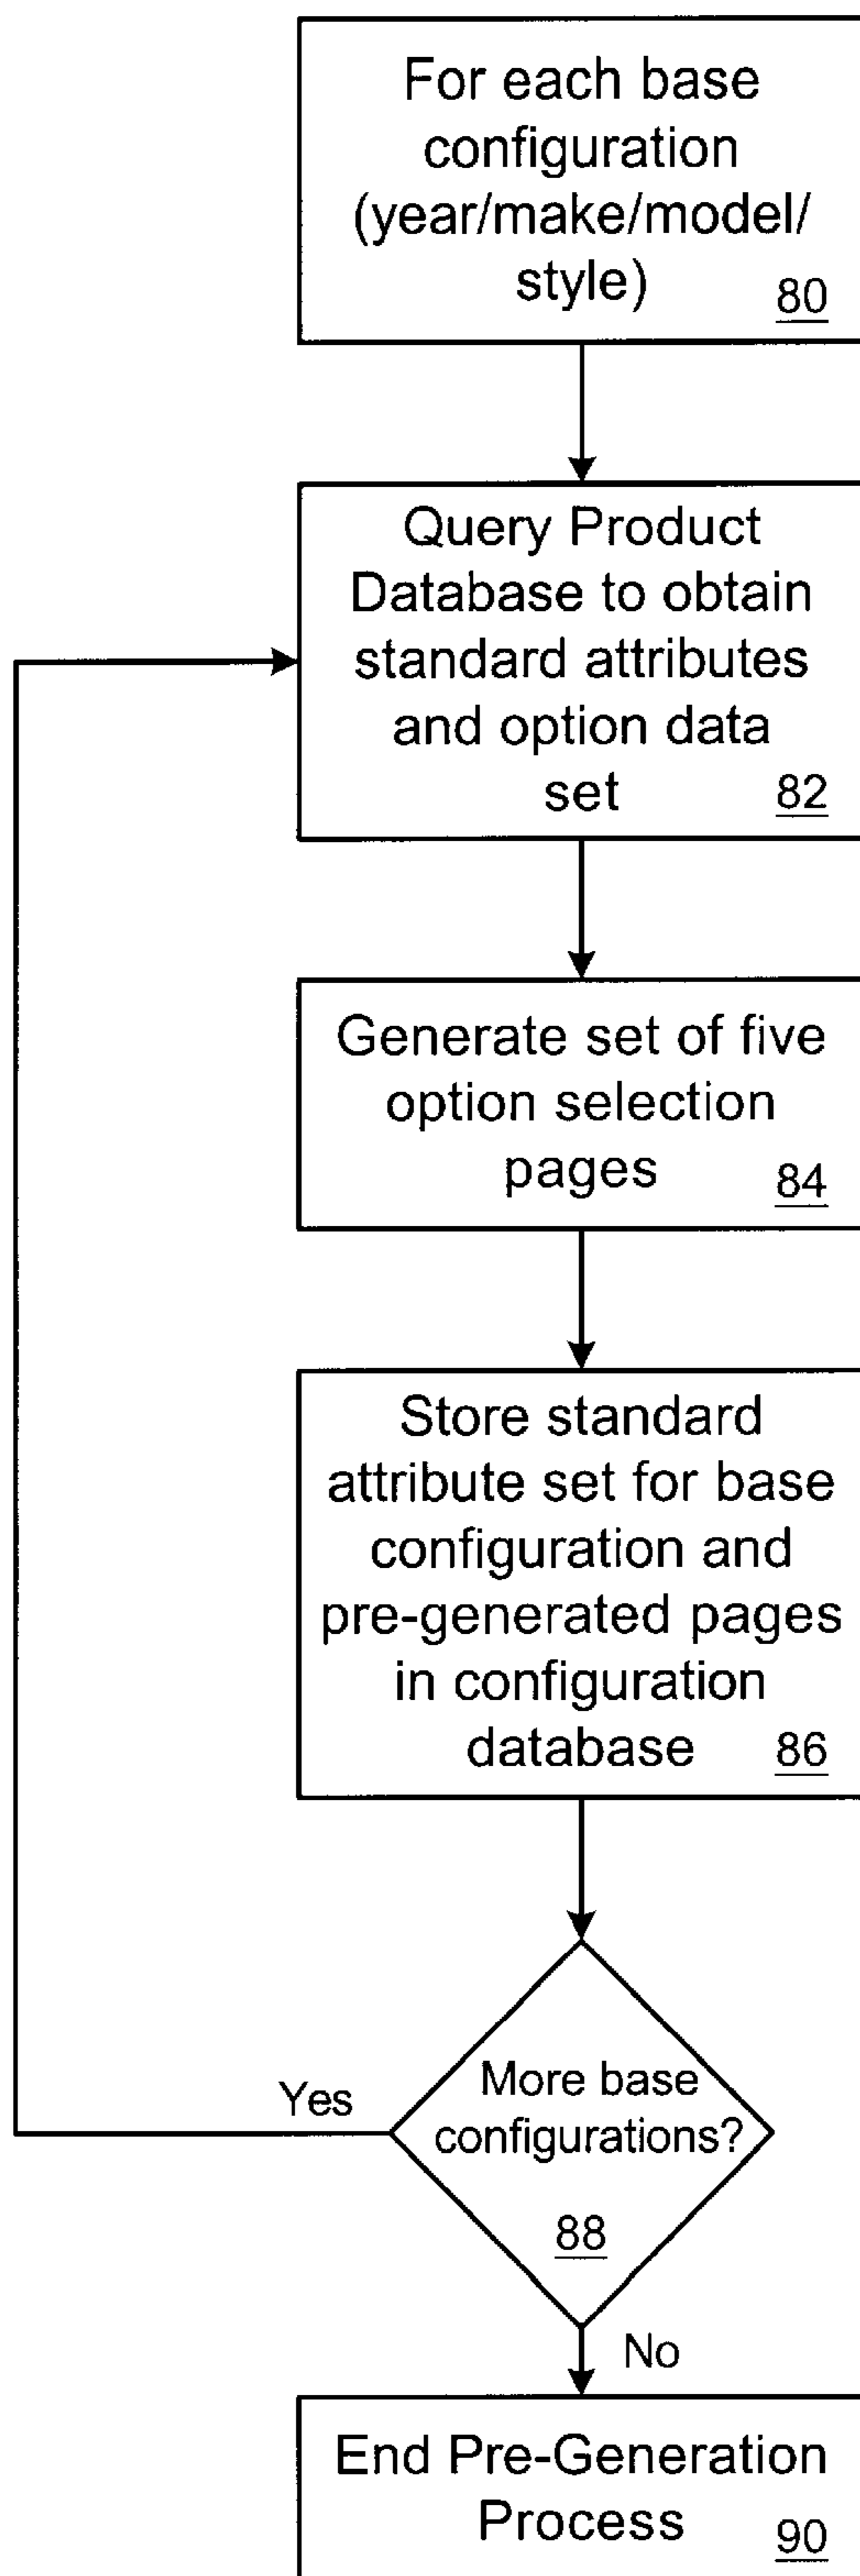 For each base
configuration
(year/make/model/
style) 80
Query Product
Database to obtain
standard attributes
and option data
set 82
Generate set of five
option selection
pages 84
Store standard
attribute set for base
configuration and
pre-generated pages
in configuration
database 86
Yes
More base
configurations?
88
No
End Pre-Generation
Process 90